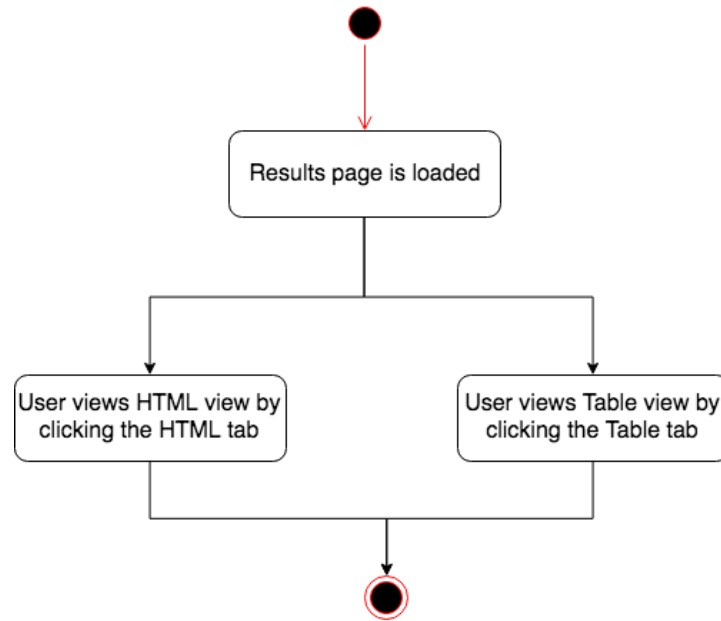 Results page is loaded
User views HTML view by
clicking the HTML tab
User views Table view by
clicking the Table tab